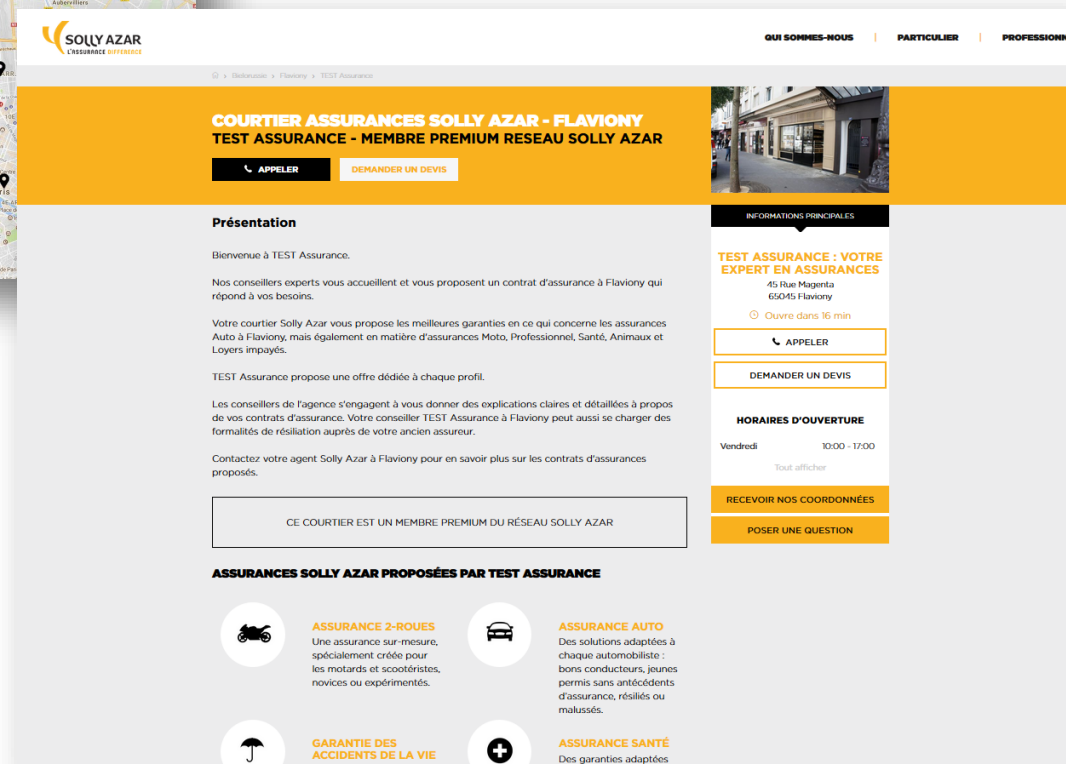 Aubervilliers
SOLLY AZAR
L'ASSURANCE DIFFÉRENCE
QUI SOMMES-NOUS | PARTICULIER | PROFESSIONN
> Bielorussie > Flaviony > TEST Assurance
COURTIER ASSURANCES SOLLY AZAR - FLAVIONY
TEST ASSURANCE - MEMBRE PREMIUM RESEAU SOLLY AZAR
APPELER
DEMANDER UN DEVIS
Présentation
Bienvenue à TEST Assurance.
Nos conseillers experts vous accueillent et vous proposent un contrat d'assurance à Flaviony qui
répond à vos besoins.
Votre courtier Solly Azar vous propose les meilleures garanties en ce qui concerne les assurances
Auto à Flaviony, mais également en matière d'assurances Moto, Professionnel, Santé, Animaux et
Loyers impayés.
TEST Assurance propose une offre dédiée à chaque profil.
Les conseillers de l'agence s'engagent à vous donner des explications claires et détaillées à propos
de vos contrats d'assurance. Votre conseiller TEST Assurance à Flaviony peut aussi se charger des
formalités de résiliation auprès de votre ancien assureur.
Contactez votre agent Solly Azar à Flaviony pour en savoir plus sur les contrats d'assurances
proposés.
CE COURTIER EST UN MEMBRE PREMIUM DU RÉSEAU SOLLY AZAR
INFORMATIONS PRINCIPALES
TEST ASSURANCE : VOTRE
EXPERT EN ASSURANCES
45 Rue Magenta
65045 Flaviony
Ouvre dans 16 min
APPELER
DEMANDER UN DEVIS
HORAIRES D'OUVERTURE
Vendredi 10:00 - 17:00
Tout afficher
RECEVOIR NOS COORDONNÉES
POSER UNE QUESTION
ASSURANCES SOLLY AZAR PROPOSÉES PAR TEST ASSURANCE
ASSURANCE 2-ROUES
Une assurance sur-mesure,
spécialement créée pour
les motards et scootéristes,
novices ou expérimentés.
ASSURANCE AUTO
Des solutions adaptées à
chaque automobiliste :
bons conducteurs, jeunes
permis sans antécédents
d'assurance, résiliés ou
malussés.
GARANTIE DES
ACCIDENTS DE LA VIE
ASSURANCE SANTÉ
Des garanties adaptées